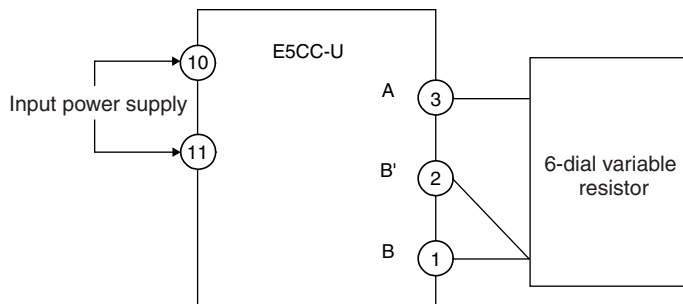 E5CC-U
10
Input power supply
11
A
3
B'
2
B
1
6-dial variable
resistor